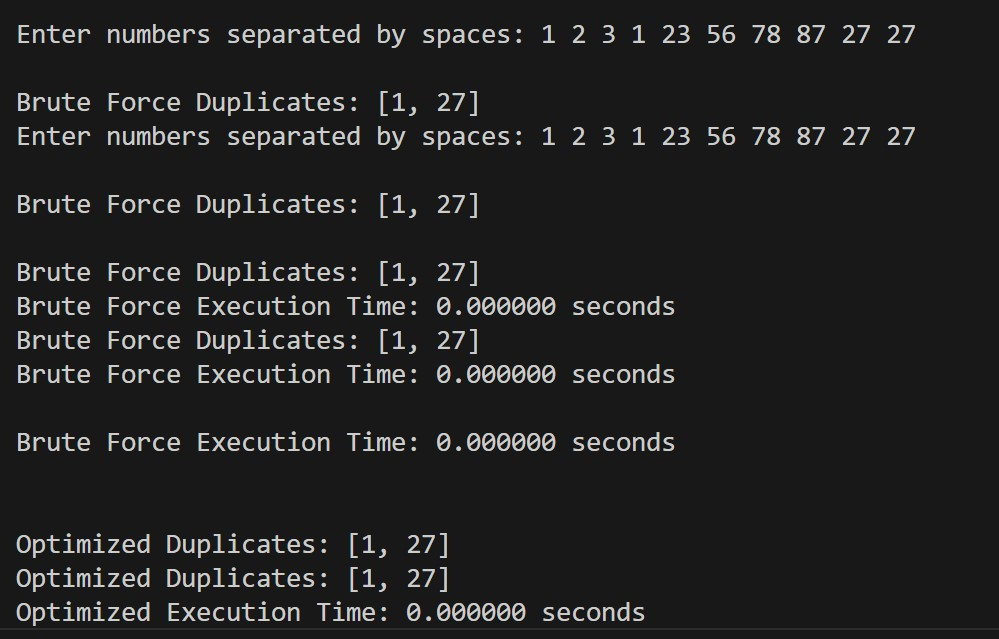 Enter numbers separated by spaces: 1 2 3 1 23 56 78 87 27 27
Brute Force Duplicates: [1, 27]
Enter numbers separated by spaces: 1 2 3 1 23 56 78 87 27 27
Brute Force Duplicates: [1, 27]
Brute Force Duplicates: [1, 27]
Brute Force Execution Time: 0.000000 seconds
Brute Force Duplicates: [1, 27]
Brute Force Execution Time: 0.000000 seconds
Brute Force Execution Time: 0.000000 seconds
Optimized Duplicates: [1, 27]
Optimized Duplicates: [1, 27]
Optimized Execution Time: 0.000000 seconds